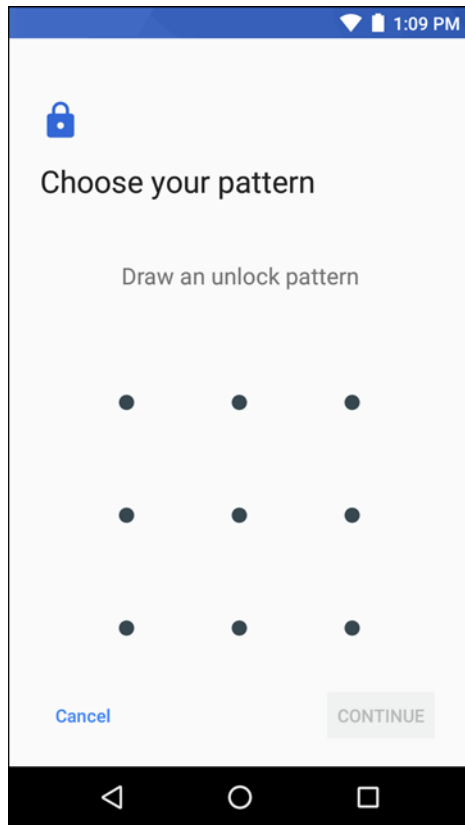 1:09 PM
Choose your pattern
Draw an unlock pattern
Cancel
CONTINUE